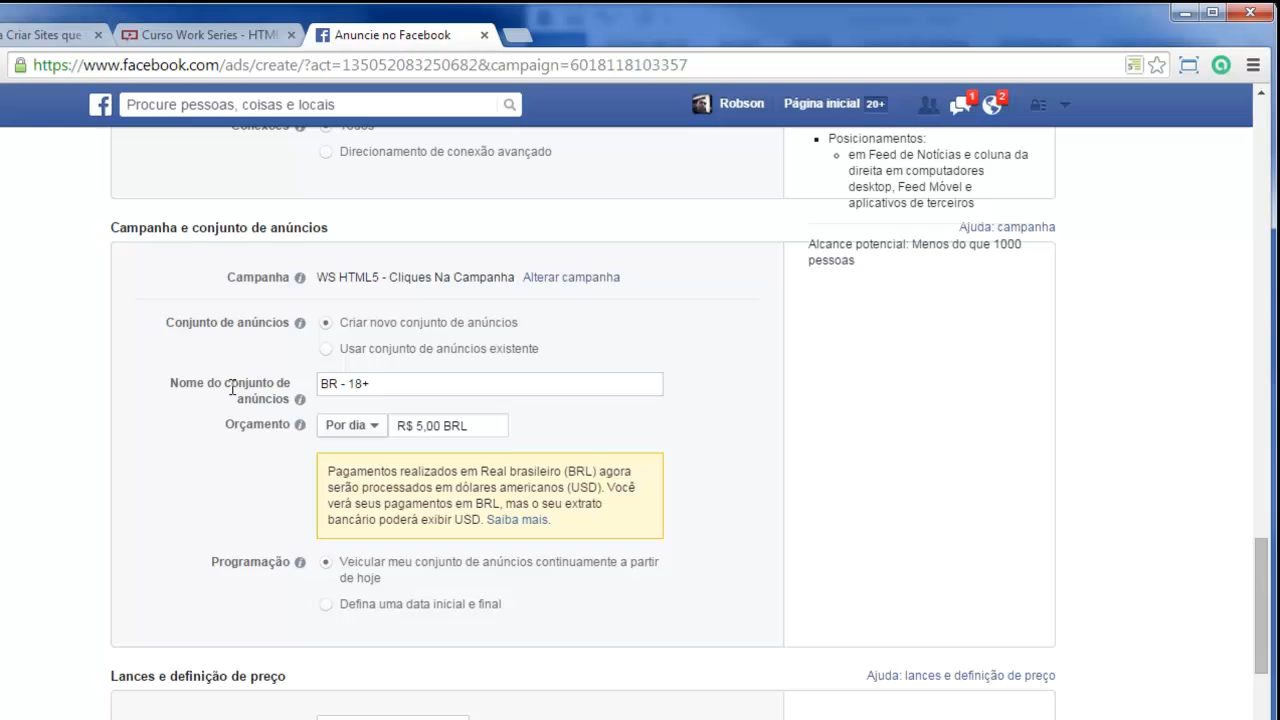 a Criar Sites que
Curso Work Series - HTM
Anuncie no Facebook
https://www.facebook.com/ads/create/?act=135052083250682&campaign=6018118103357
Procure pessoas, coisas e locais
Robson
Página inicial 20+
1
2
Conexões
Todos
Direcionamento de conexão avançado
Posicionamentos:
em Feed de Notícias e coluna da
direita em computadores
desktop, Feed Móvel e
aplicativos de terceiros
Campanha e conjunto de anúncios
Ajuda: campanha
Alcance potencial: Menos do que 1000
pessoas
Campanha
WS HTML5 - Cliques Na Campanha Alterar campanha
Conjunto de anúncios
Criar novo conjunto de anúncios
Usar conjunto de anúncios existente
Nome do conjunto de
anúncios
BR - 18+
Orçamento
Por dia
R$ 5,00 BRL
Pagamentos realizados em Real brasileiro (BRL) agora
serão processados em dólares americanos (USD). Você
verá seus pagamentos em BRL, mas o seu extrato
bancário poderá exibir USD. Saiba mais.
Programação
Veicular meu conjunto de anúncios continuamente a partir
de hoje
Defina uma data inicial e final
Lances e definição de preço
Ajuda: lances e definição de preço